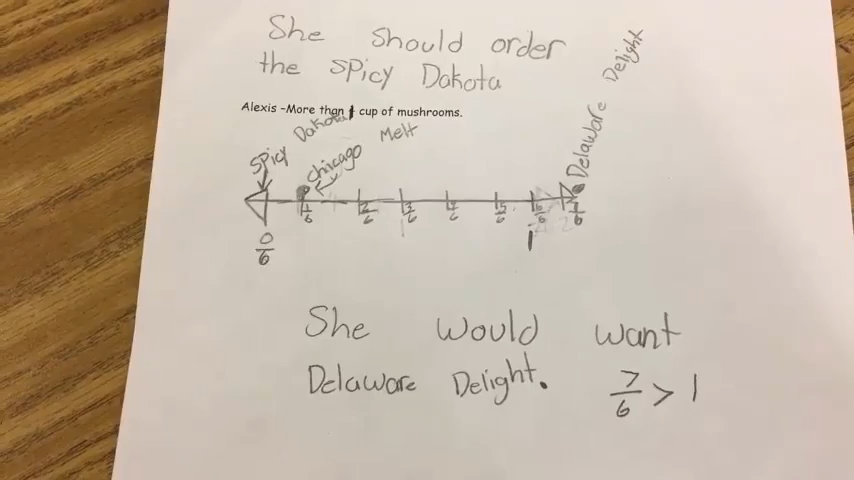 She should order
the Spicy Dakota
Alexis -More than 1 cup of mushrooms.
Spicy Dakota
Chicago Melt
Delaware Delight
0/6 1/6 2/6 3/6 4/6 5/6 6/6 7/6
1
She would want
Delaware Delight. 7/6 > 1